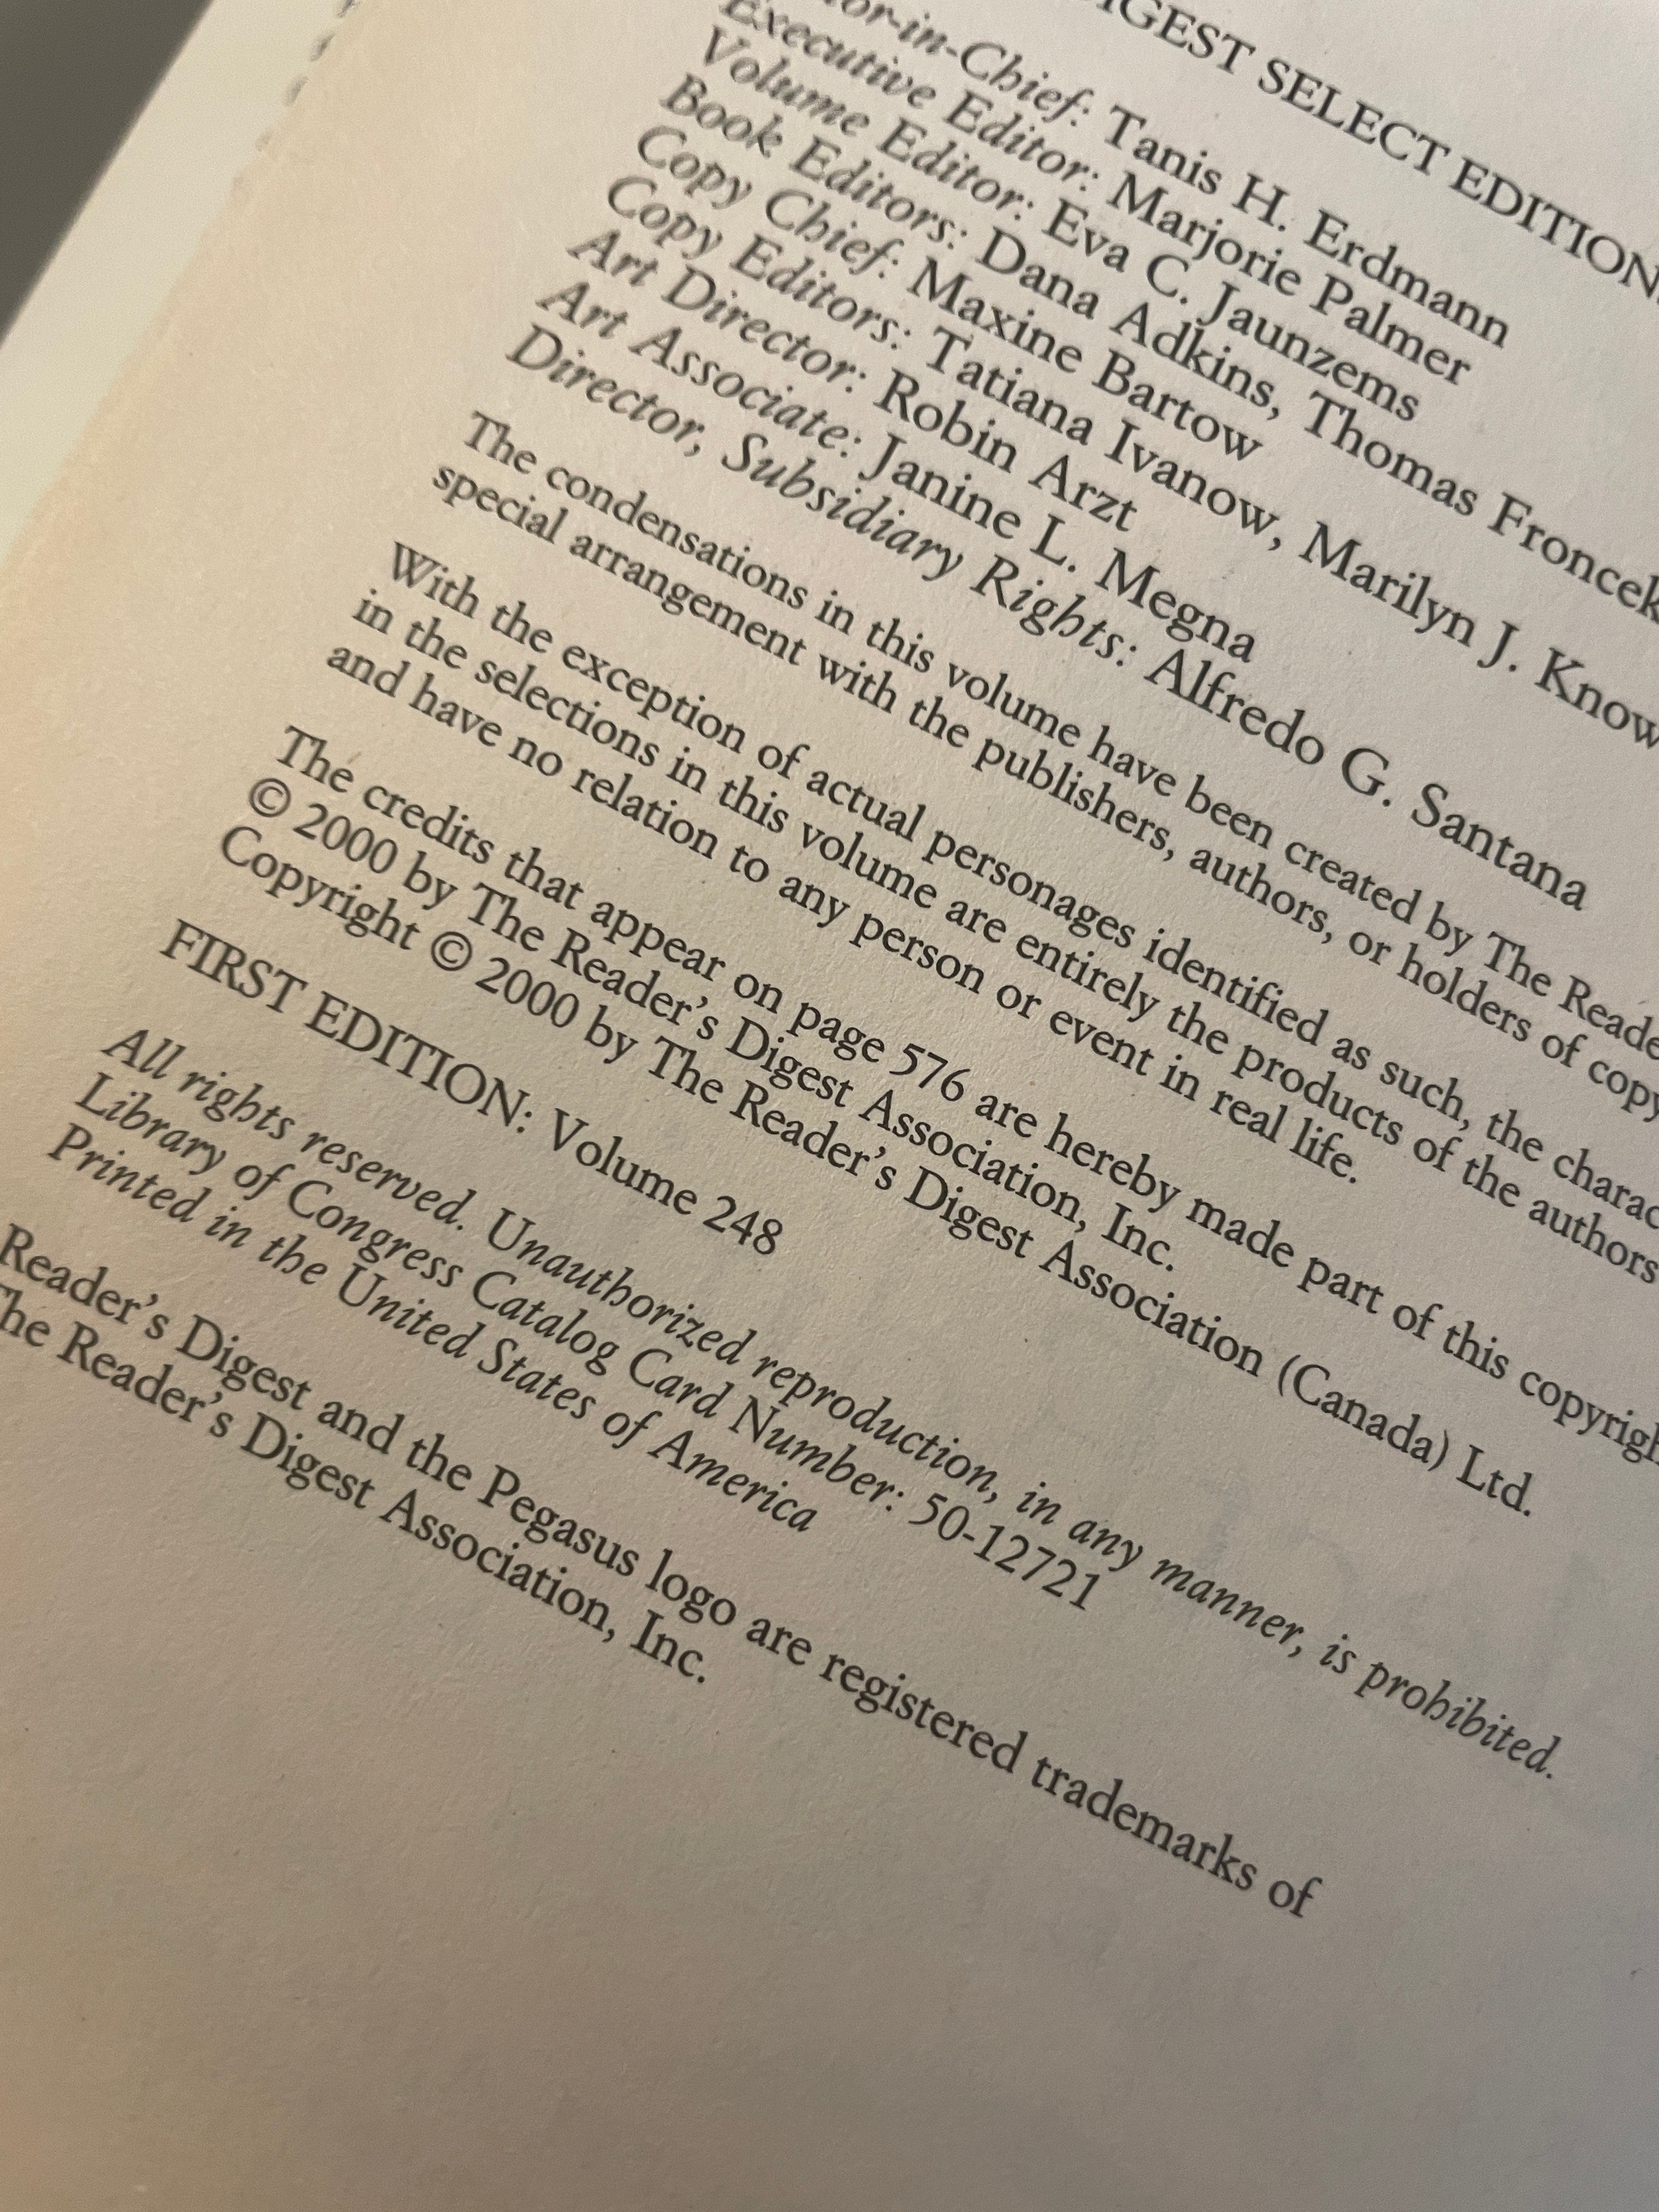 DIGEST SELECT EDITIONS
Editor-in-Chief: Tanis H. Erdmann
Executive Editor: Marjorie Palmer
Volume Editor: Eva C. Jaunzems
Book Editors: Dana Adkins, Thomas Froncek
Copy Chief: Maxine Bartow
Copy Editors: Tatiana Ivanow, Marilyn J. Know
Art Director: Robin Arzt
Art Associate: Janine L. Megna
Director, Subsidiary Rights: Alfredo G. Santana
The condensations in this volume have been created by The Reade
special arrangement with the publishers, authors, or holders of copy
With the exception of actual personages identified as such, the charac
in the selections in this volume are entirely the products of the authors
and have no relation to any person or event in real life.
The credits that appear on page 576 are hereby made part of this copyrigh
© 2000 by The Reader's Digest Association, Inc.
Copyright © 2000 by The Reader's Digest Association (Canada) Ltd.
FIRST EDITION: Volume 248
All rights reserved. Unauthorized reproduction, in any manner, is prohibited.
Library of Congress Catalog Card Number: 50-12721
Printed in the United States of America
Reader's Digest and the Pegasus logo are registered trademarks of
The Reader's Digest Association, Inc.